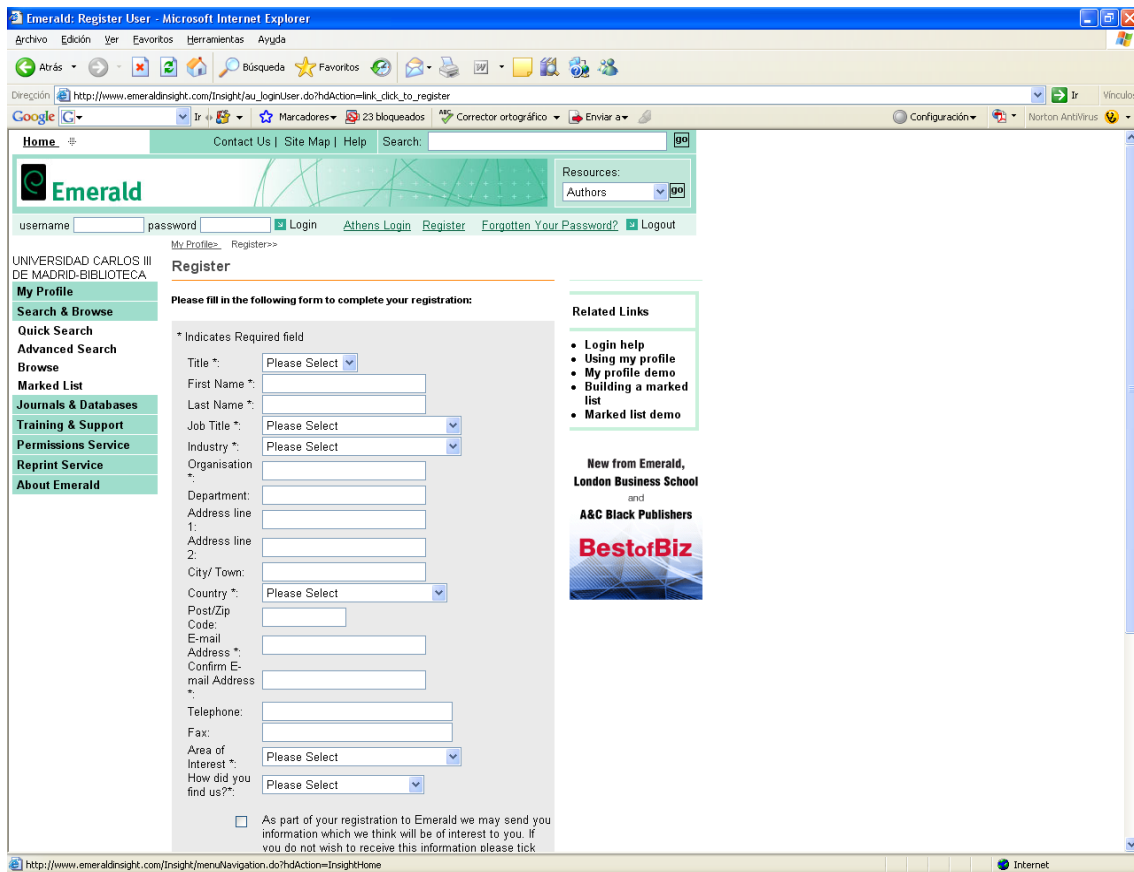 Emerald: Register User - Microsoft Internet Explorer
Archivo Edición Ver Favoritos Herramientas Ayuda
Atrás Búsqueda Favoritos
Dirección http://www.emeraldinsight.com/Insight/au_loginUser.do?hdAction=link_click_to_register Ir Vínculos
Google G Ir Marcadores 23 bloqueados ABC Corrector ortográfico Enviar a Configuración Norton AntiVirus
Home Contact Us | Site Map | Help Search: go
Emerald
Resources:
Authors go
username password Login Athens Login Register Forgotten Your Password? Logout
My Profile> Register>>
UNIVERSIDAD CARLOS III
DE MADRID-BIBLIOTECA
My Profile
Search & Browse
Quick Search
Advanced Search
Browse
Marked List
Journals & Databases
Training & Support
Permissions Service
Reprint Service
About Emerald
Register
Please fill in the following form to complete your registration:
* Indicates Required field
Title *: Please Select
First Name *:
Last Name *:
Job Title *: Please Select
Industry *: Please Select
Organisation
*:
Department:
Address line
1:
Address line
2:
City/ Town:
Country *: Please Select
Post/Zip
Code:
E-mail
Address *:
Confirm E-
mail Address
*:
Telephone:
Fax:
Area of
Interest *: Please Select
How did you
find us?*: Please Select
As part of your registration to Emerald we may send you
information which we think will be of interest to you. If
you do not wish to receive this information please tick
Related Links
Login help
Using my profile
My profile demo
Building a marked
list
Marked list demo
New from Emerald,
London Business School
and
A&C Black Publishers
BestofBiz
http://www.emeraldinsight.com/Insight/menuNavigation.do?hdAction=InsightHome Internet